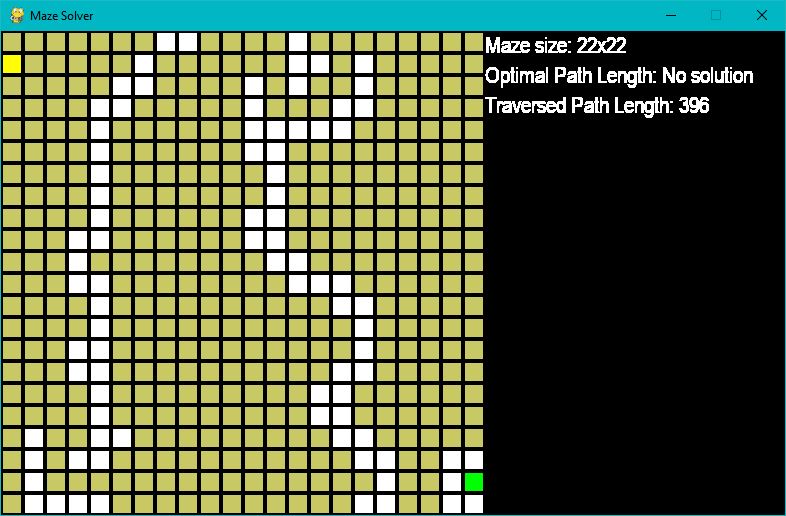 Maze Solver
Maze size: 22x22
Optimal Path Length: No solution
Traversed Path Length: 396